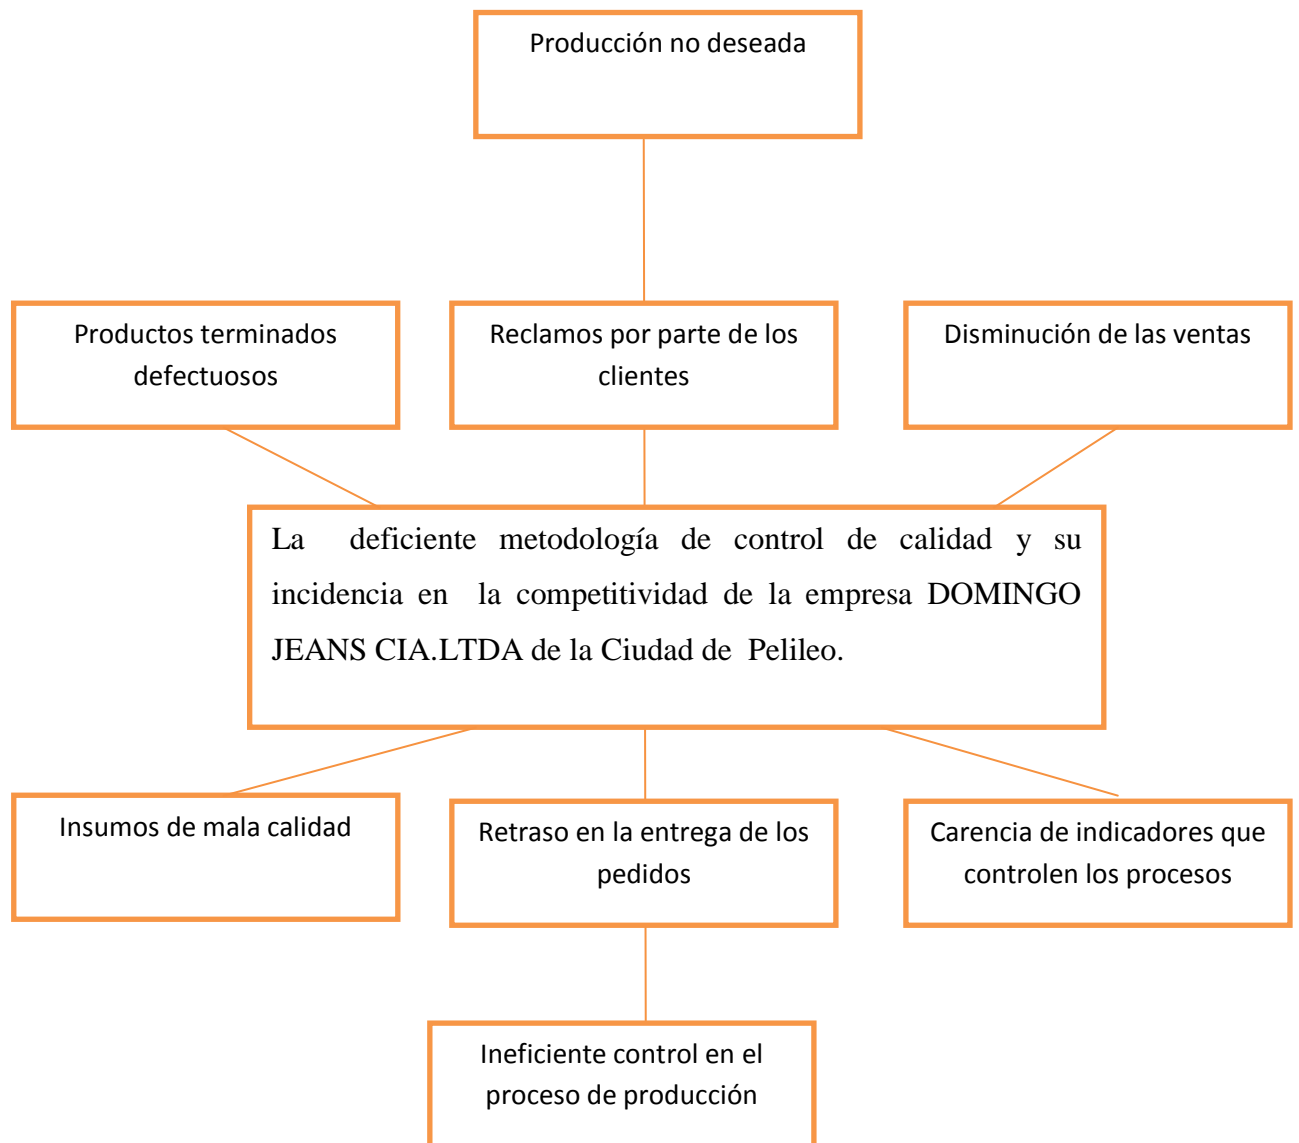 Producción no deseada
Productos terminados
defectuosos
Reclamos por parte de los
clientes
Disminución de las ventas
La deficiente metodología de control de calidad y su
incidencia en la competitividad de la empresa DOMINGO
JEANS CIA.LTDA de la Ciudad de Pelileo.
Insumos de mala calidad
Retraso en la entrega de los
pedidos
Carencia de indicadores que
controlen los procesos
Ineficiente control en el
proceso de producción